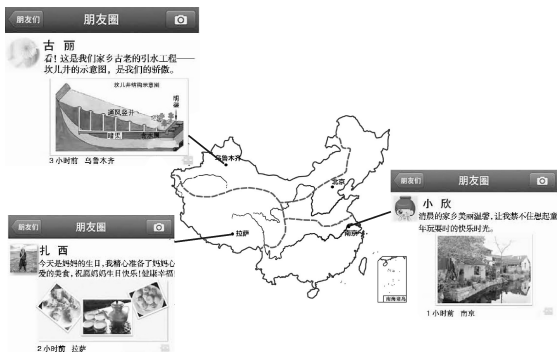 朋友们
朋友圈
古 丽
看！这是我们家乡古老的引水工程——
坎儿井的示意图，是我们的骄傲。
坎儿井结构示意图
通风竖井
暗渠
3小时前 乌鲁木齐
朋友们
朋友圈
扎 西
今天是妈妈的生日，我精心准备了妈妈心
爱的美食，祝愿妈妈生日快乐！健康幸福！
2小时前 拉萨
乌鲁木齐
北京
拉萨
南京
南海诸岛
朋友们
朋友圈
小 欣
清晨的家乡美丽温馨，让我禁不住想起童
年玩耍时的快乐时光。
1小时前 南京